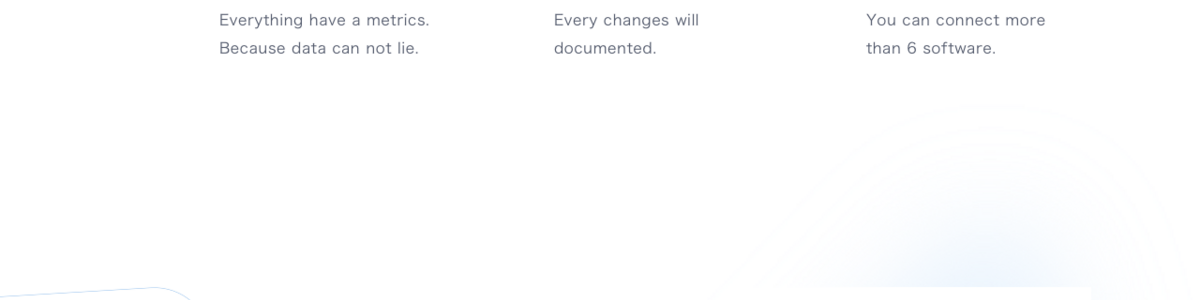 Everything have a metrics.
Because data can not lie.
Every changes will
documented.
You can connect more
than 6 software.